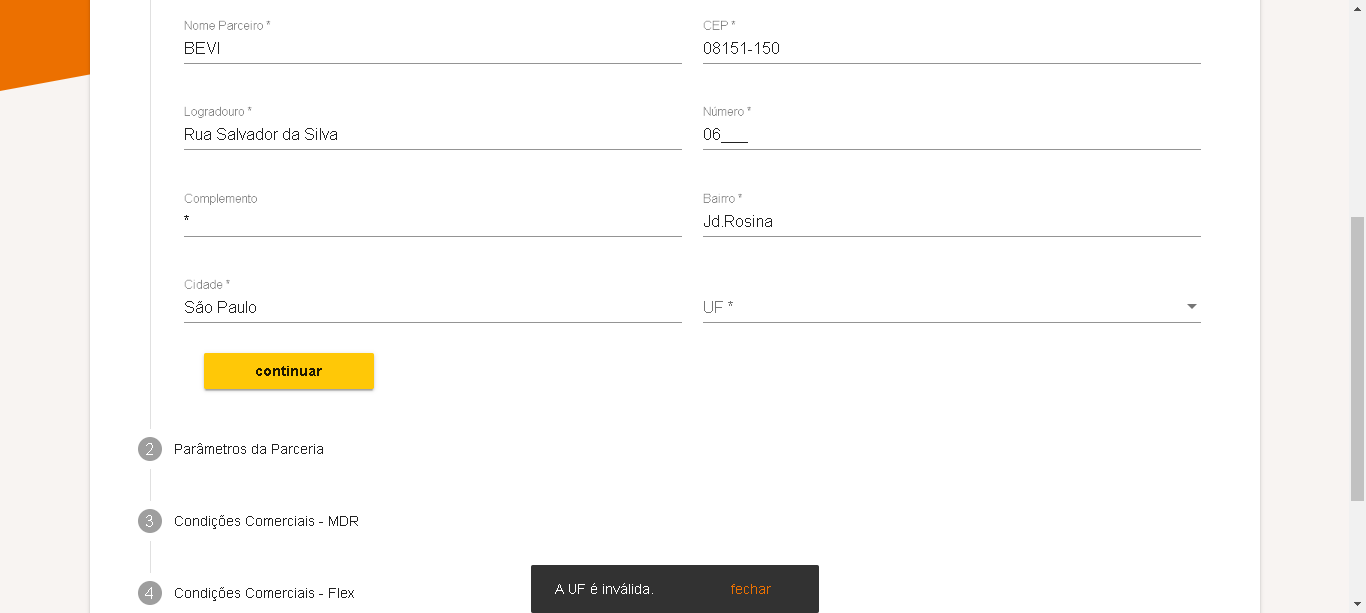 Nome Parceiro *
CEP *
BEVI
08151-150
Logradouro *
Número *
Rua Salvador da Silva
06___
Complemento
Bairro *
*
Jd.Rosina
Cidade *
São Paulo
UF *
continuar
2 Parâmetros da Parceria
3 Condições Comerciais - MDR
4 Condições Comerciais - Flex
A UF é inválida. fechar